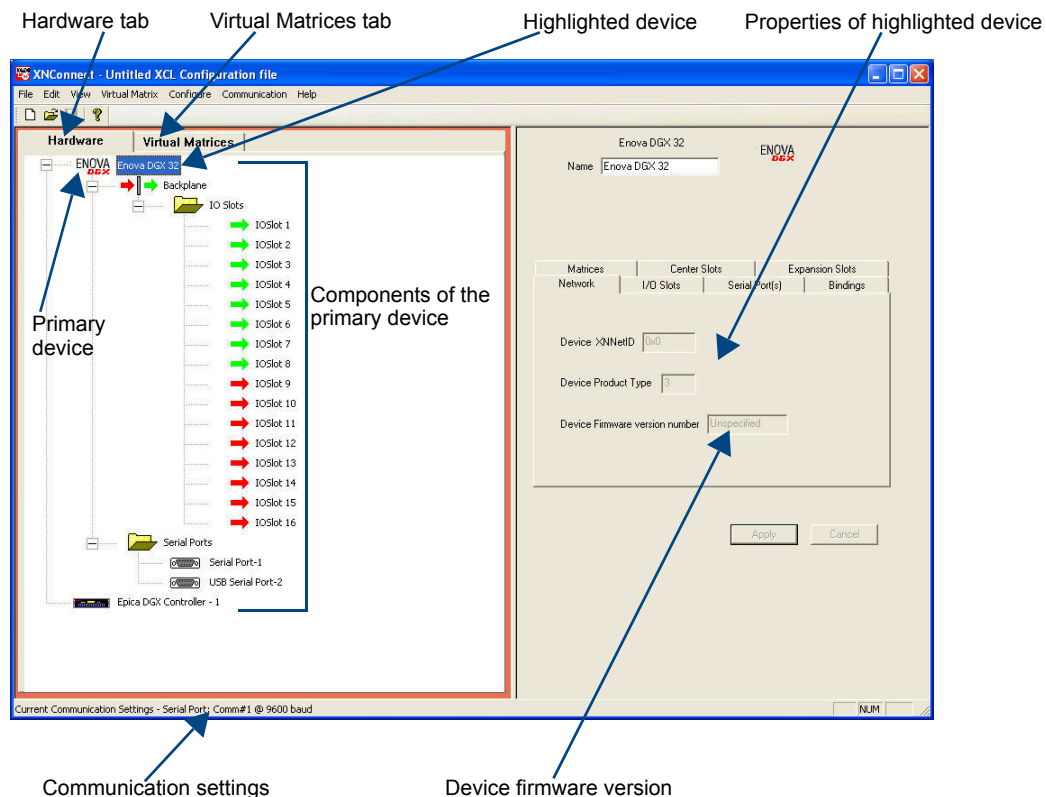 Hardware tab
Virtual Matrices tab
Highlighted device
Properties of highlighted device
XNConnect - Untitled XCL Configuration file
File Edit View Virtual Matrix Configure Communication Help
Hardware
Virtual Matrices
ENOVA
DGX
Enova DGX 32
Backplane
IO Slots
IOSlot 1
IOSlot 2
IOSlot 3
IOSlot 4
IOSlot 5
IOSlot 6
IOSlot 7
IOSlot 8
IOSlot 9
IOSlot 10
IOSlot 11
IOSlot 12
IOSlot 13
IOSlot 14
IOSlot 15
IOSlot 16
Serial Ports
Serial Port-1
USB Serial Port-2
Epica DGX Controller - 1
Primary
device
Components of the
primary device
Enova DGX 32
Name Enova DGX 32
ENOVA
DGX
Matrices Center Slots Expansion Slots
Network I/O Slots Serial Port(s) Bindings
Device XNNetID 0x0
Device Product Type 3
Device Firmware version number Unspecified
Apply Cancel
Current Communication Settings - Serial Port: Comm#1 @ 9600 baud
NUM
Communication settings
Device firmware version